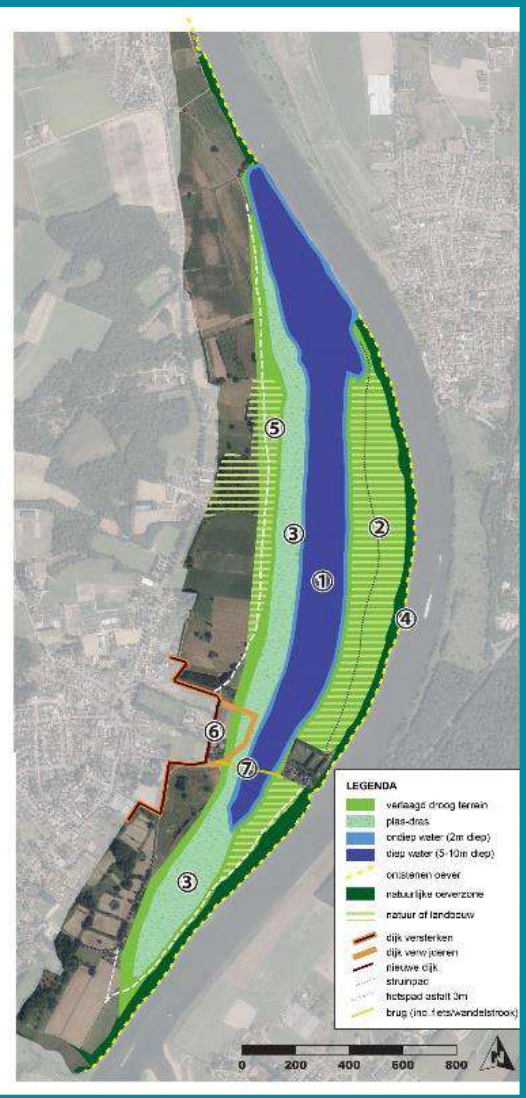 ⑤
②
③
①
④
⑥
⑦
③
LEGENDA
verlaagd droog terrein
plas-dras
ondiep water (2m diep)
diep water (5-10m diep)
ontstenen oever
natuurlijke oeverzone
natuur of landbouw
dijk versterken
dijk verwijderen
nieuwe dijk
struinpad
fietspad asfalt 3m
brug (incl. fiets/wandelstrook)
0 200 400 600 800
N